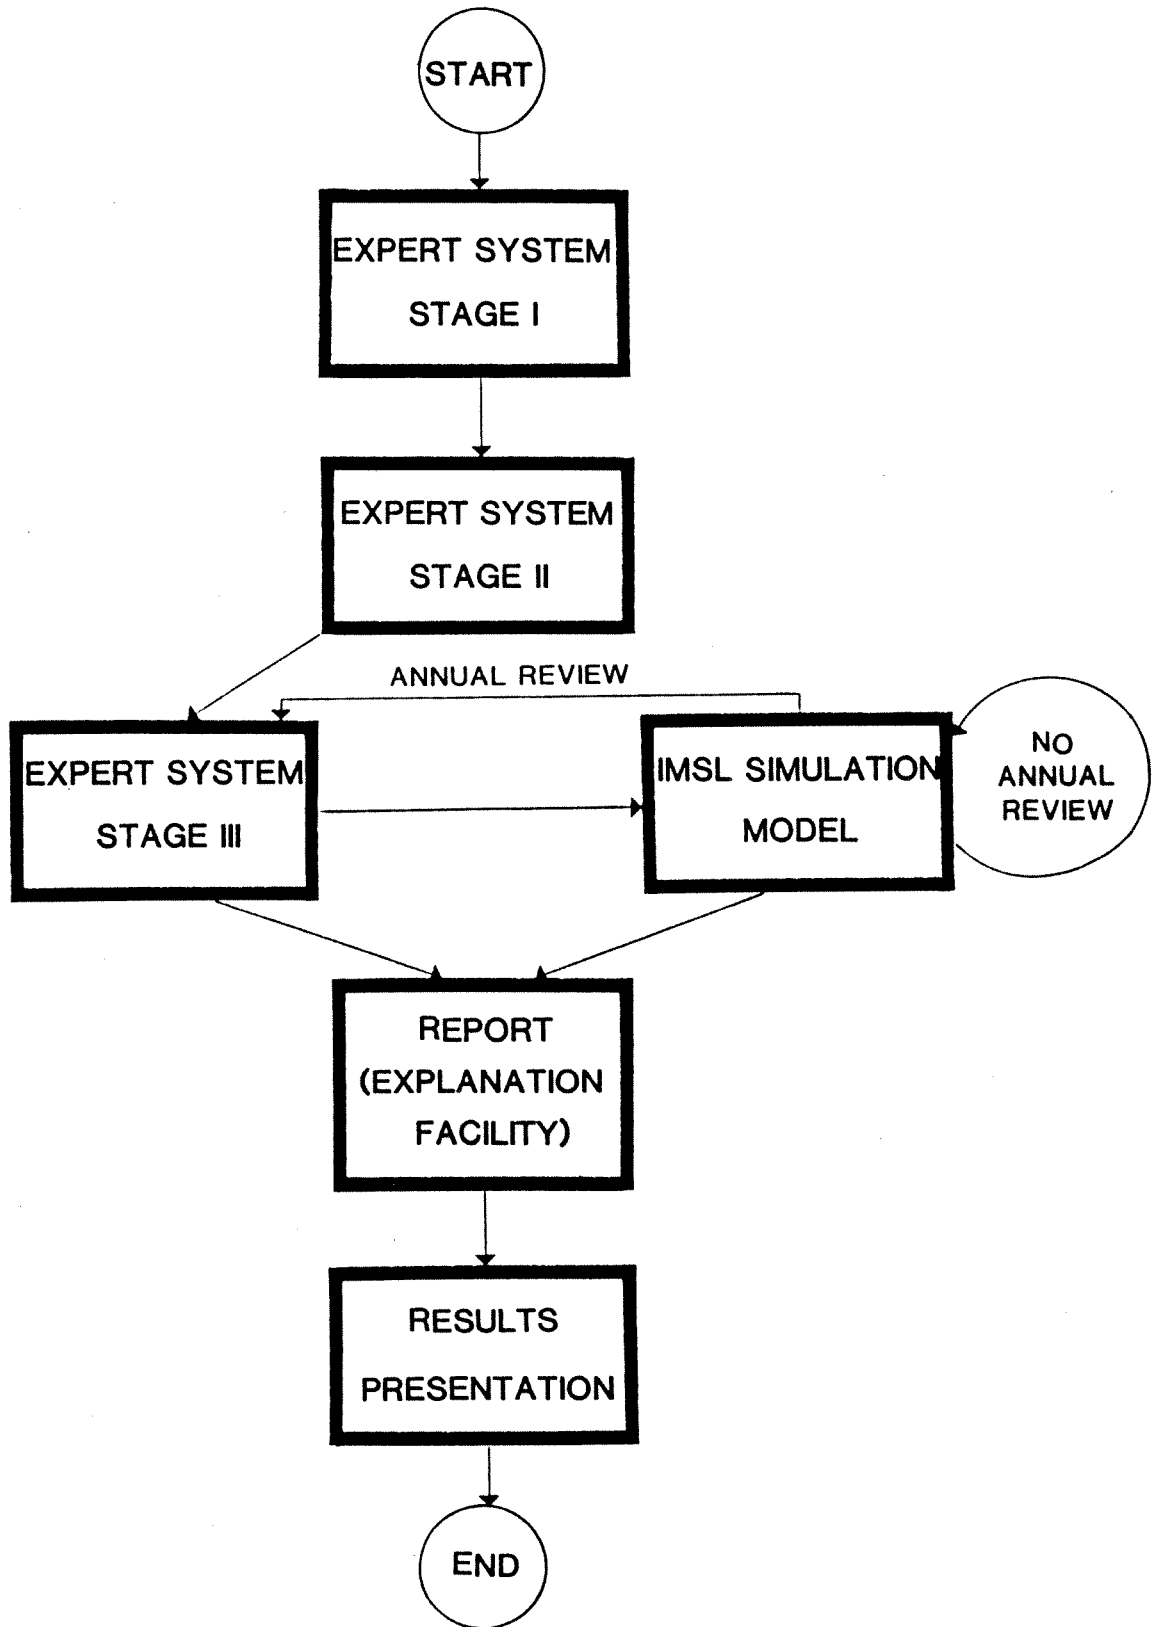 START
EXPERT SYSTEM
STAGE I
EXPERT SYSTEM
STAGE II
ANNUAL REVIEW
EXPERT SYSTEM
STAGE III
IMSL SIMULATION
MODEL
NO
ANNUAL
REVIEW
REPORT
(EXPLANATION
FACILITY)
RESULTS
PRESENTATION
END